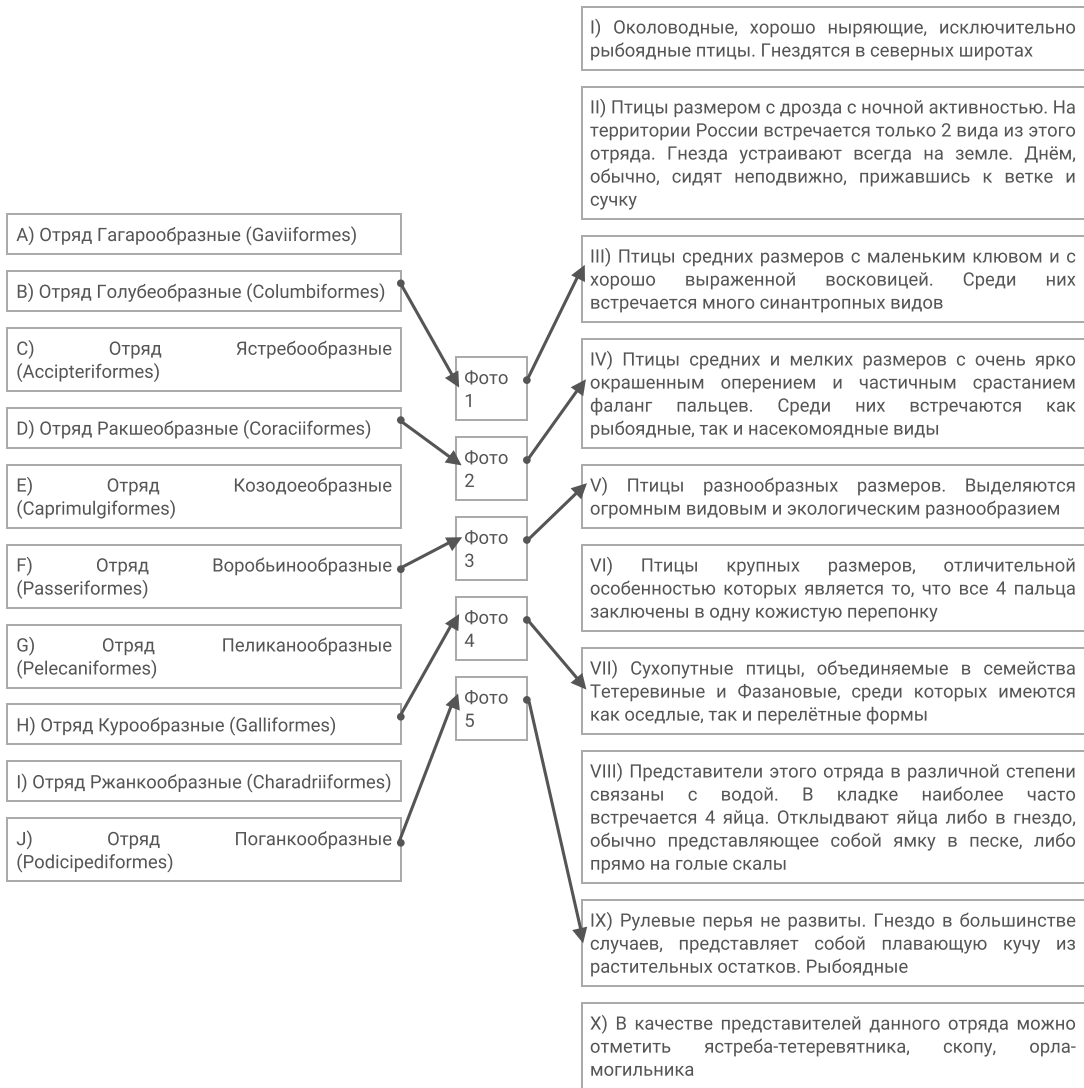 A) Отряд Гагарообразные (Gaviiformes)
B) Отряд Голубеобразные (Columbiformes)
C) Отряд Ястребообразные
(Accipteriformes)
D) Отряд Ракшеобразные (Coraciiformes)
E) Отряд Козодоеобразные
(Caprimulgiformes)
F) Отряд Воробьинообразные
(Passeriformes)
G) Отряд Пеликанообразные
(Pelecaniformes)
H) Отряд Курообразные (Galliformes)
I) Отряд Ржанкообразные (Charadriiformes)
J) Отряд Поганкообразные
(Podicipediformes)
Фото
1
Фото
2
Фото
3
Фото
4
Фото
5
I) Околоводные, хорошо ныряющие, исключительно
рыбоядные птицы. Гнездятся в северных широтах
II) Птицы размером с дрозда с ночной активностью. На
территории России встречается только 2 вида из этого
отряда. Гнезда устраивают всегда на земле. Днём,
обычно, сидят неподвижно, прижавшись к ветке и
сучку
III) Птицы средних размеров с маленьким клювом и с
хорошо выраженной восковицей. Среди них
встречается много синантропных видов
IV) Птицы средних и мелких размеров с очень ярко
окрашенным оперением и частичным срастанием
фаланг пальцев. Среди них встречаются как
рыбоядные, так и насекомоядные виды
V) Птицы разнообразных размеров. Выделяются
огромным видовым и экологическим разнообразием
VI) Птицы крупных размеров, отличительной
особенностью которых является то, что все 4 пальца
заключены в одну кожистую перепонку
VII) Сухопутные птицы, объединяемые в семейства
Тетеревиные и Фазановые, среди которых имеются
как оседлые, так и перелётные формы
VIII) Представители этого отряда в различной степени
связаны с водой. В кладке наиболее часто
встречается 4 яйца. Отклыдвают яйца либо в гнездо,
обычно представляющее собой ямку в песке, либо
прямо на голые скалы
IX) Рулевые перья не развиты. Гнездо в большинстве
случаев, представляет собой плавающую кучу из
растительных остатков. Рыбоядные
X) В качестве представителей данного отряда можно
отметить ястреба-тетеревятника, скопу, орла-
могильника